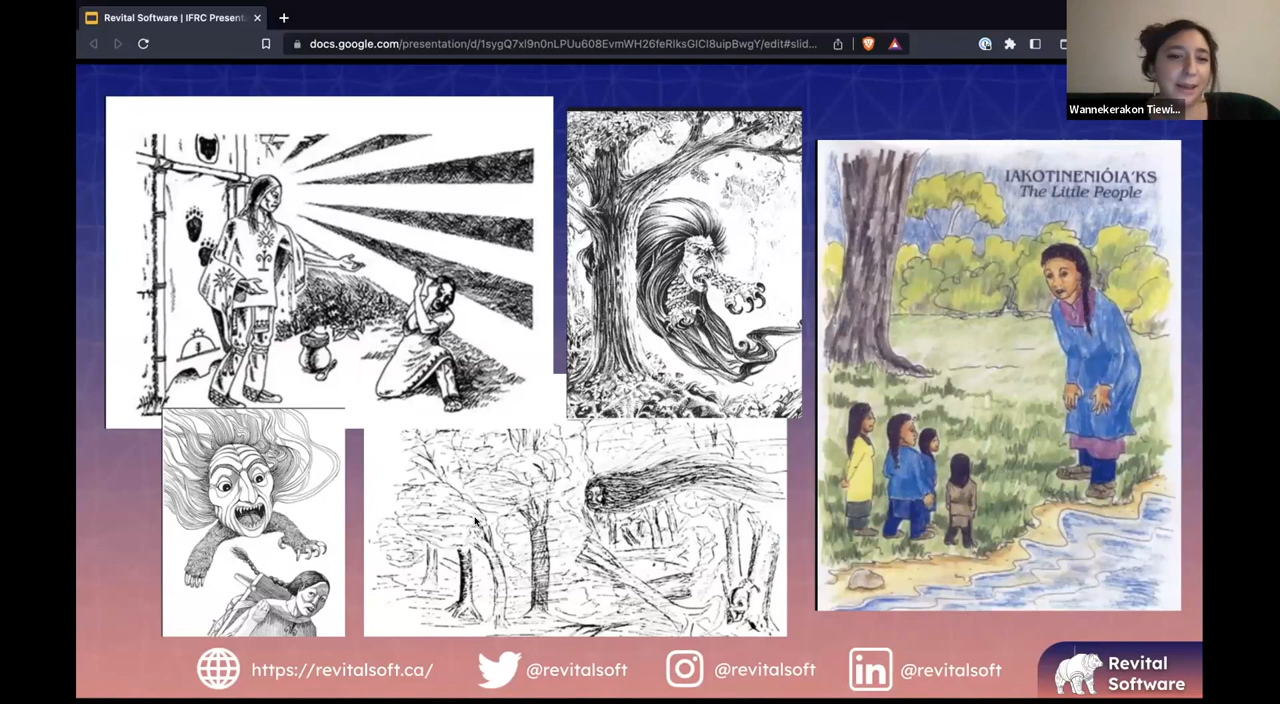 Revital Software | IFRC Present
docs.google.com/presentation/d/1sygQ7xl9n0nLPUu608EvmWH26feRlksGlCl8uipBwgY/edit#slid...
Wannekerakon Tiewi...
IAKOTINENIÓIA'KS
The Little People
https://revitalsoft.ca/
@revitalsoft
@revitalsoft
@revitalsoft
Revital
Software